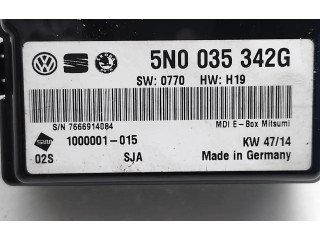 5N0 035 342G
SW: 0770 HW: H19
S/N 7666914084
MDI E-Box Mitsumi
1000001-015
KW 47/14
02S
SJA
Made in Germany